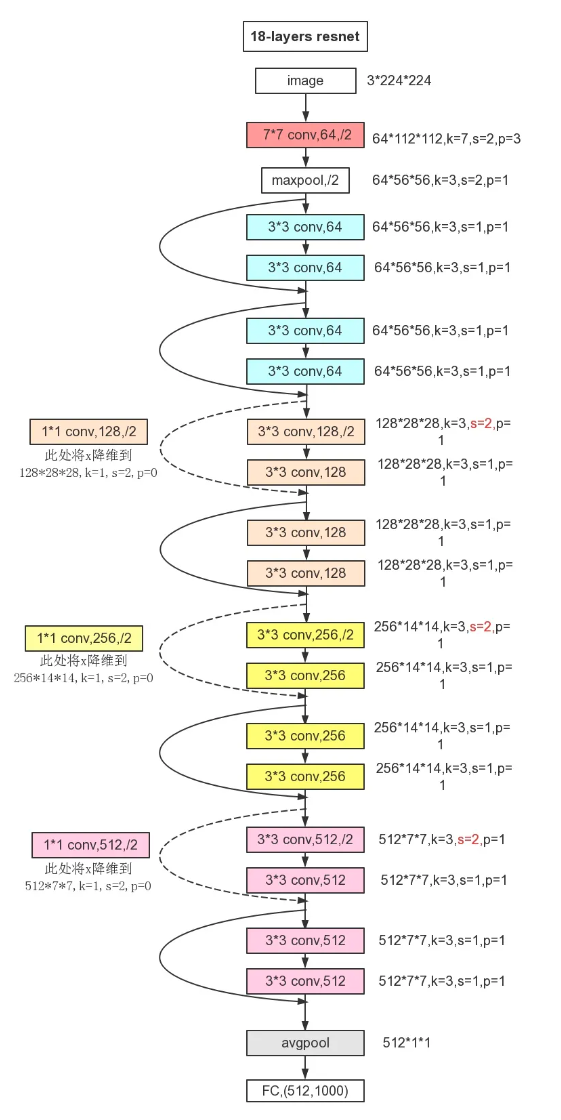 18-layers resnet
image
3*224*224
7*7 conv,64,/2
64*112*112,k=7,s=2,p=3
maxpool,/2
64*56*56,k=3,s=2,p=1
3*3 conv,64
64*56*56,k=3,s=1,p=1
3*3 conv,64
64*56*56,k=3,s=1,p=1
3*3 conv,64
64*56*56,k=3,s=1,p=1
3*3 conv,64
64*56*56,k=3,s=1,p=1
1*1 conv,128,/2
此处将x降维到
128*28*28,k=1,s=2,p=0
3*3 conv,128,/2
128*28*28,k=3,s=2,p=
1
3*3 conv,128
128*28*28,k=3,s=1,p=
1
3*3 conv,128
128*28*28,k=3,s=1,p=
1
3*3 conv,128
128*28*28,k=3,s=1,p=
1
1*1 conv,256,/2
此处将x降维到
256*14*14,k=1,s=2,p=0
3*3 conv,256,/2
256*14*14,k=3,s=2,p=
1
3*3 conv,256
256*14*14,k=3,s=1,p=
1
3*3 conv,256
256*14*14,k=3,s=1,p=
1
3*3 conv,256
256*14*14,k=3,s=1,p=
1
1*1 conv,512,/2
此处将x降维到
512*7*7,k=1,s=2,p=0
3*3 conv,512,/2
512*7*7,k=3,s=2,p=1
3*3 conv,512
512*7*7,k=3,s=1,p=1
3*3 conv,512
512*7*7,k=3,s=1,p=1
3*3 conv,512
512*7*7,k=3,s=1,p=1
avgpool
512*1*1
FC,(512,1000)